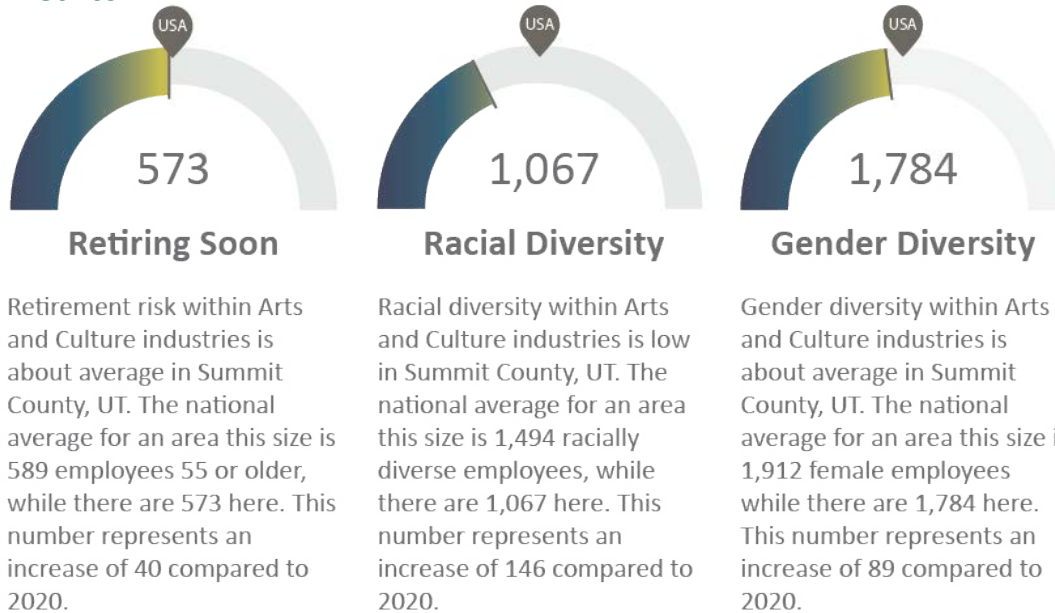 USA
573
Retiring Soon
Retirement risk within Arts
and Culture industries is
about average in Summit
County, UT. The national
average for an area this size is
589 employees 55 or older,
while there are 573 here. This
number represents an
increase of 40 compared to
2020.
USA
1,067
Racial Diversity
Racial diversity within Arts
and Culture industries is low
in Summit County, UT. The
national average for an area
this size is 1,494 racially
diverse employees, while
there are 1,067 here. This
number represents an
increase of 146 compared to
2020.
USA
1,784
Gender Diversity
Gender diversity within Arts
and Culture industries is
about average in Summit
County, UT. The national
average for an area this size
1,912 female employees
while there are 1,784 here.
This number represents an
increase of 89 compared to
2020.